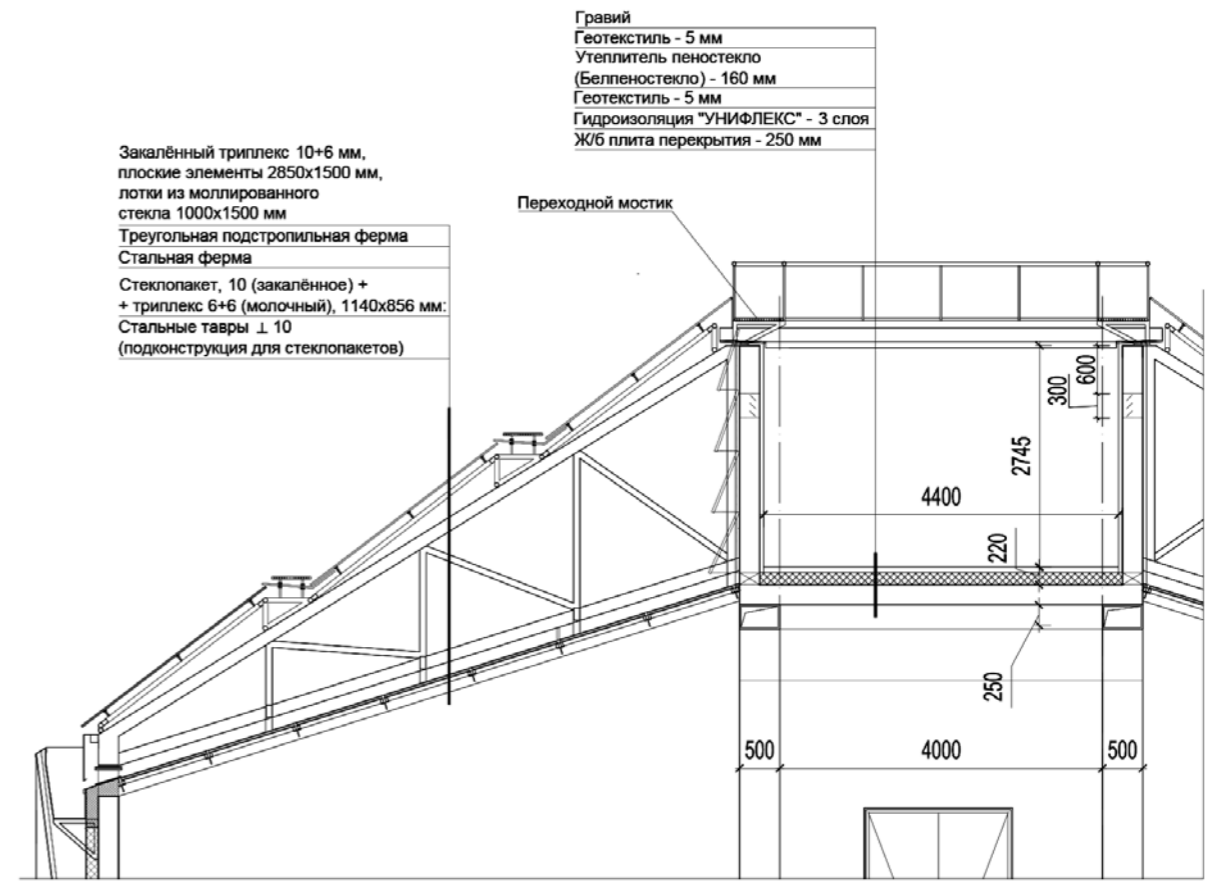 Гравий
Геотекстиль - 5 мм
Утеплитель пеностекло
(Белпеностекло) - 160 мм
Геотекстиль - 5 мм
Гидроизоляция "УНИФЛЕКС" - 3 слоя
Ж/б плита перекрытия - 250 мм
Закалённый триплекс 10+6 мм,
плоские элементы 2850х1500 мм,
лотки из моллированного
стекла 1000х1500 мм
Треугольная подстропильная ферма
Стальная ферма
Стеклопакет, 10 (закалённое) +
+ триплекс 6+6 (молочный), 1140х856 мм:
Стальные тавры ⊥ 10
(подконструкция для стеклопакетов)
Переходной мостик
600
300
2745
4400
220
250
500
4000
500